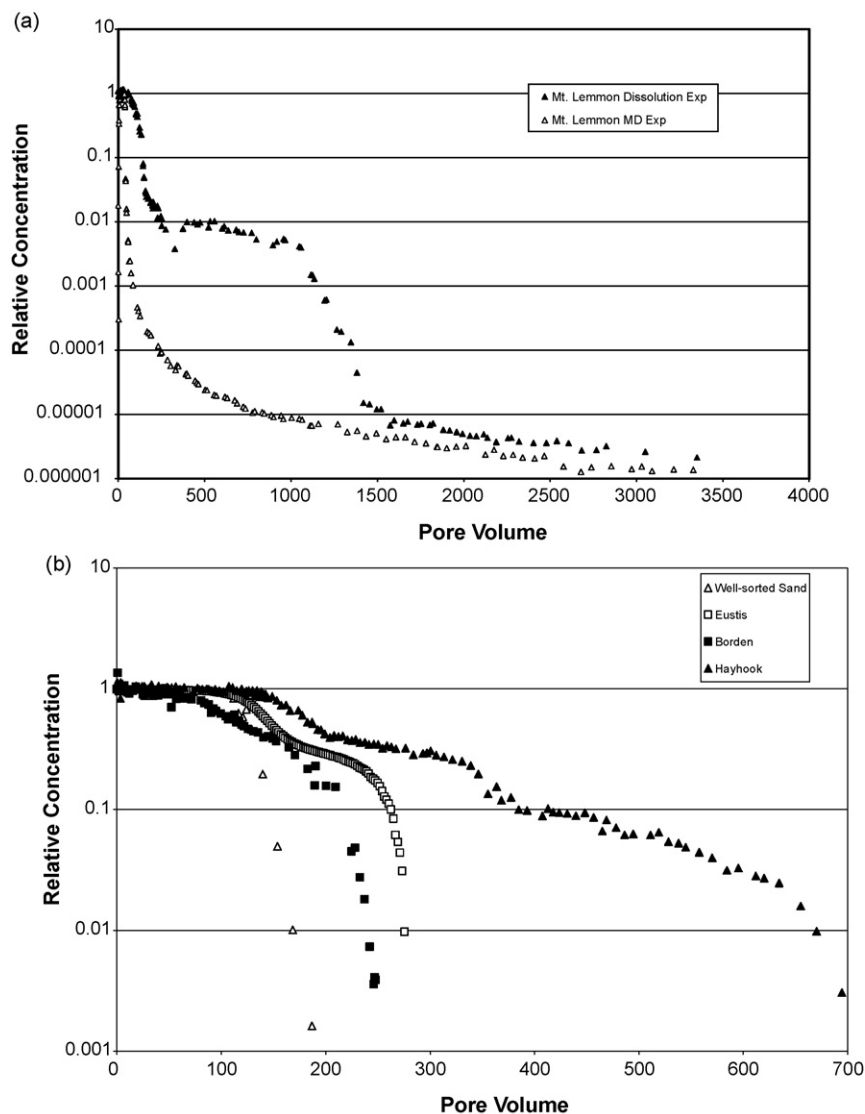 (a)
10
1
0.1
0.01
0.001
0.0001
0.00001
0.000001
Relative Concentration
Mt. Lemmon Dissolution Exp
Mt. Lemmon MD Exp
0 500 1000 1500 2000 2500 3000 3500 4000
Pore Volume
(b)
10
1
0.1
0.01
0.001
Relative Concentration
Well-sorted Sand
Eustis
Borden
Hayhook
0 100 200 300 400 500 600 700
Pore Volume